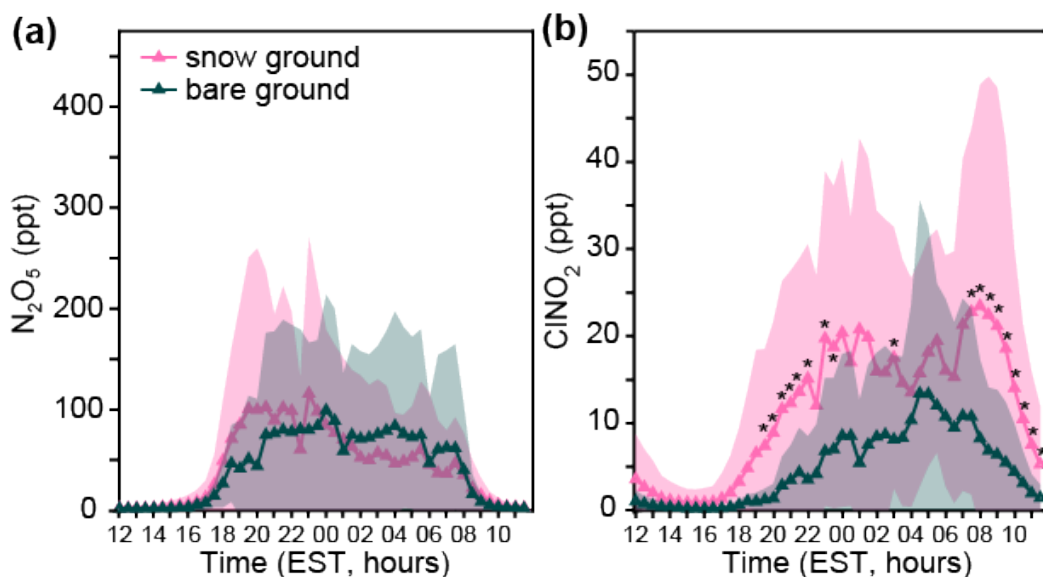 (a)
snow ground
bare ground
N₂O₅ (ppt)
400
300
200
100
0
12 14 16 18 20 22 00 02 04 06 08 10
Time (EST, hours)
(b)
ClNO₂ (ppt)
50
40
30
20
10
0
* * * * * * * * * * * * * * * * * *
12 14 16 18 20 22 00 02 04 06 08 10
Time (EST, hours)